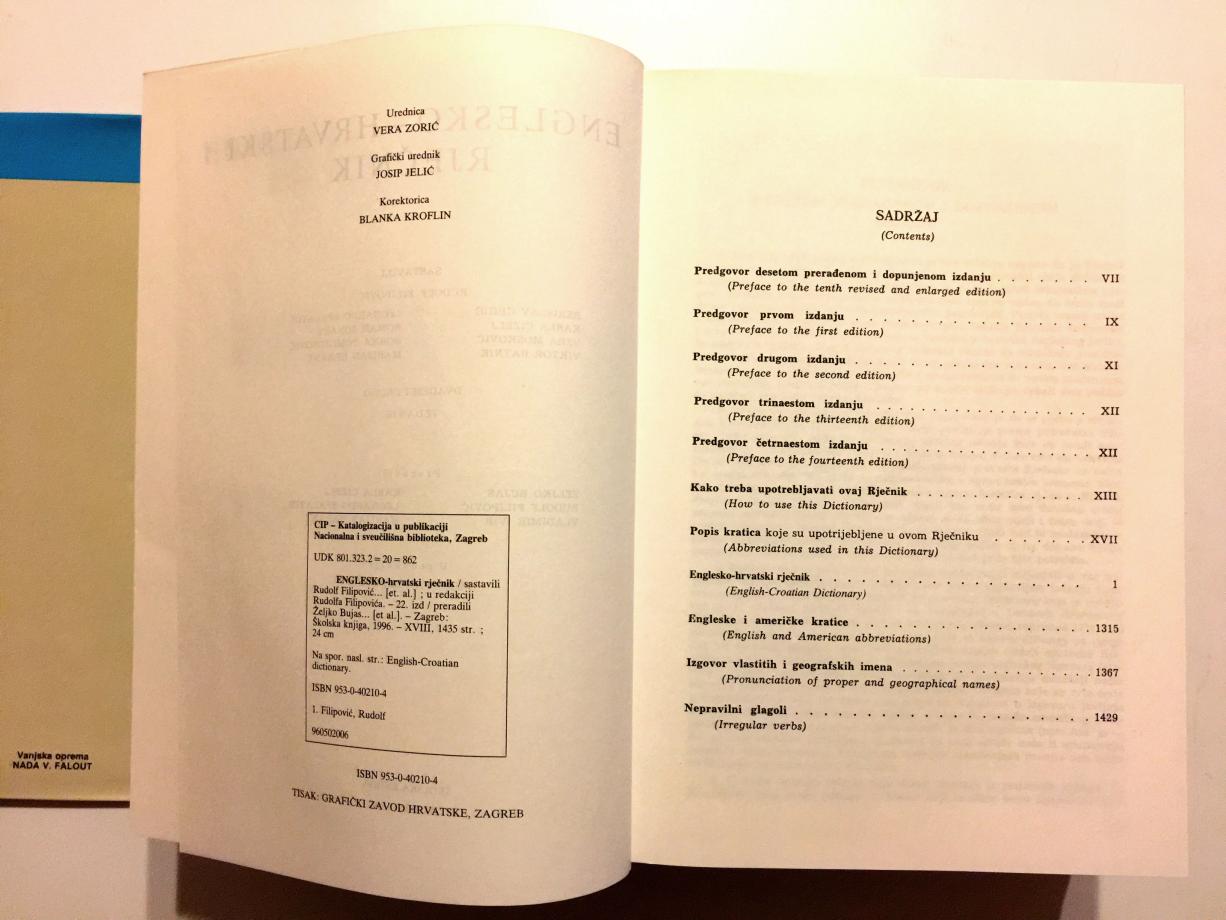 Vanjska oprema
NADA V. FALOUT
Urednica
VERA ZORIĆ
Grafički urednik
JOSIP JELIĆ
Korektorica
BLANKA KROFLIN
CIP – Katalogizacija u publikaciji
Nacionalna i sveučilišna biblioteka, Zagreb
UDK 801.323.2 = 20 = 862
ENGLESKO-hrvatski rječnik / sastavili
Rudolf Filipović... [et. al.] ; u redakciji
Rudolfa Filipovića. – 22. izd / preradili
Željko Bujas... [et al.]. – Zagreb:
Školska knjiga, 1996. – XVIII, 1435 str. ;
24 cm
Na spor. nasl. str.: English-Croatian
dictionary.
ISBN 953-0-40210-4
1. Filipović, Rudolf
960502006
ISBN 953-0-40210-4
TISAK: GRAFIČKI ZAVOD HRVATSKE, ZAGREB
SADRŽAJ
(Contents)
Predgovor desetom prerađenom i dopunjenom izdanju . . . . . . . VII
(Preface to the tenth revised and enlarged edition)
Predgovor prvom izdanju . . . . . . . . . . . . . . . . . IX
(Preface to the first edition)
Predgovor drugom izdanju . . . . . . . . . . . . . . . . . XI
(Preface to the second edition)
Predgovor trinaestom izdanju . . . . . . . . . . . . . . . . XII
(Preface to the thirteenth edition)
Predgovor četrnaestom izdanju . . . . . . . . . . . . . . . . XII
(Preface to the fourteenth edition)
Kako treba upotrebljavati ovaj Rječnik . . . . . . . . . . . . . XIII
(How to use this Dictionary)
Popis kratica koje su upotrijebljene u ovom Rječniku . . . . . . . XVII
(Abbreviations used in this Dictionary)
Englesko-hrvatski rječnik . . . . . . . . . . . . . . . . . . . 1
(English-Croatian Dictionary)
Engleske i američke kratice . . . . . . . . . . . . . . . . . . 1315
(English and American abbreviations)
Izgovor vlastitih i geografskih imena . . . . . . . . . . . . . . 1367
(Pronunciation of proper and geographical names)
Nepravilni glagoli . . . . . . . . . . . . . . . . . . . . . 1429
(Irregular verbs)